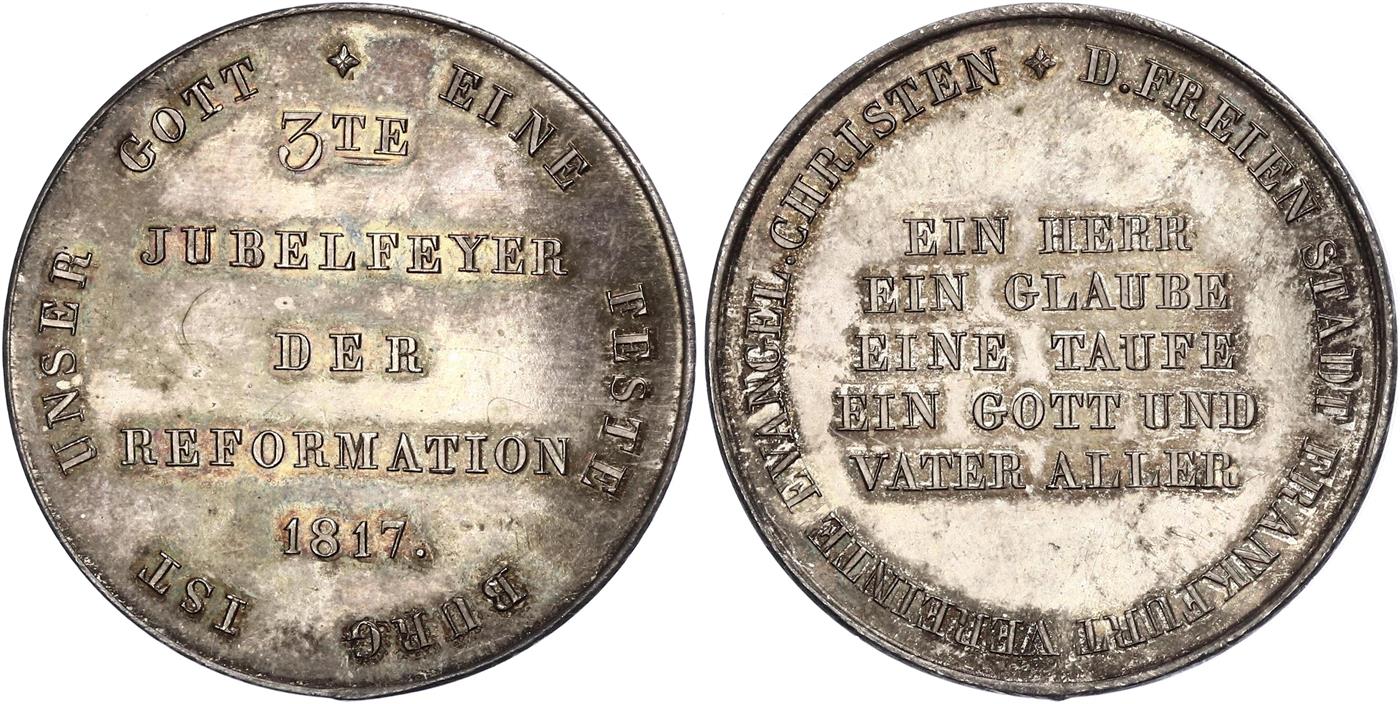 EINE FESTE BURG IST UNSER GOTT
3TE
JUBELFEYER
DER
REFORMATION
1817.
D. FREIEN STADT FRANKFURT VEREINTE EVANGEL. CHRISTEN
EIN HERR
EIN GLAUBE
EINE TAUFE
EIN GOTT UND
VATER ALLER